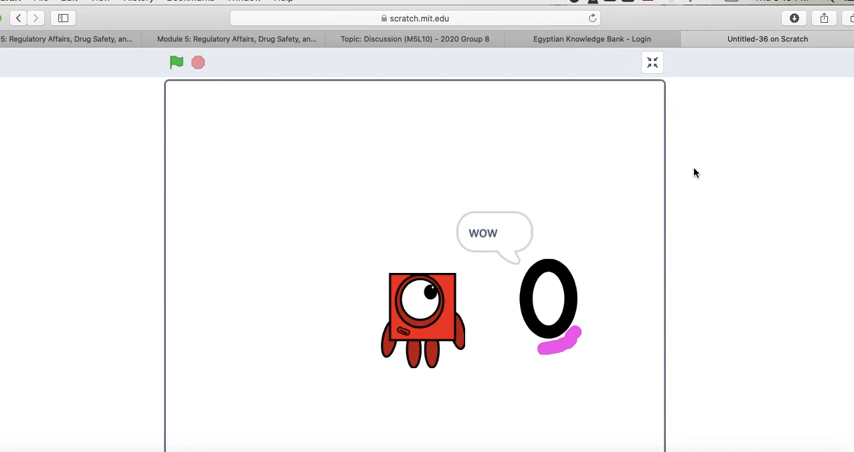 scratch.mit.edu
5: Regulatory Affairs, Drug Safety, an...
Module 5: Regulatory Affairs, Drug Safety, an...
Topic: Discussion (M5L10) - 2020 Group 8
Egyptian Knowledge Bank - Login
Untitled-36 on Scratch
wow
0